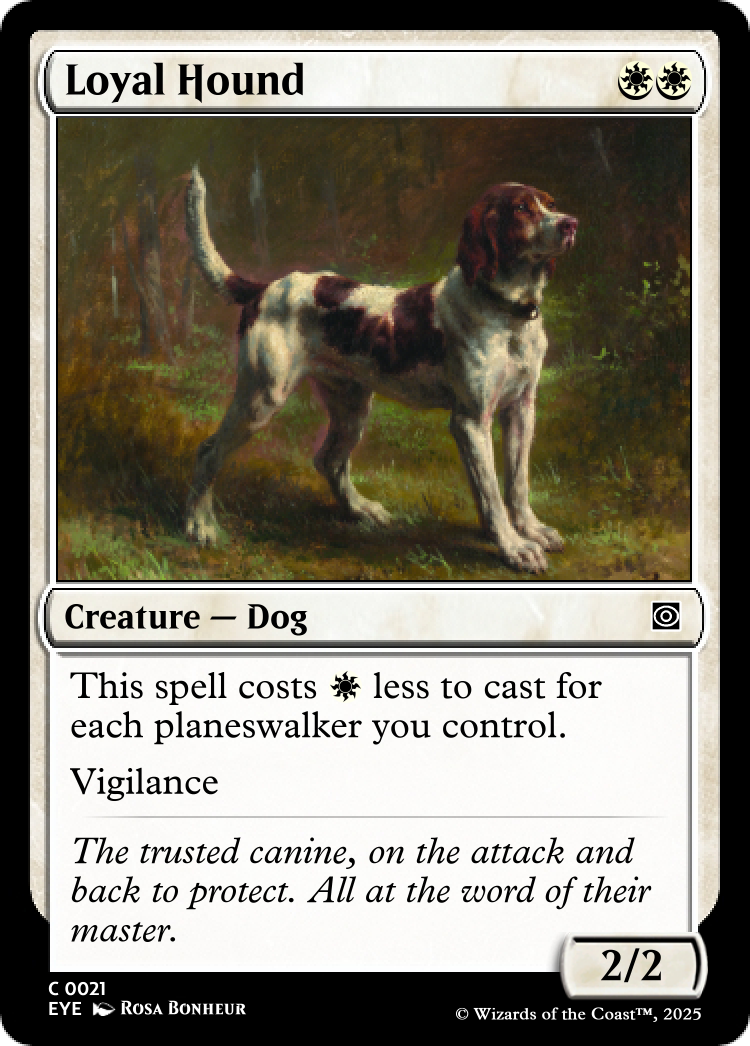 Loyal Hound
Creature — Dog
This spell costs less to cast for
each planeswalker you control.
Vigilance
The trusted canine, on the attack and
back to protect. All at the word of their
master.
2/2
C 0021
EYE Rosa Bonheur
© Wizards of the Coast™, 2025